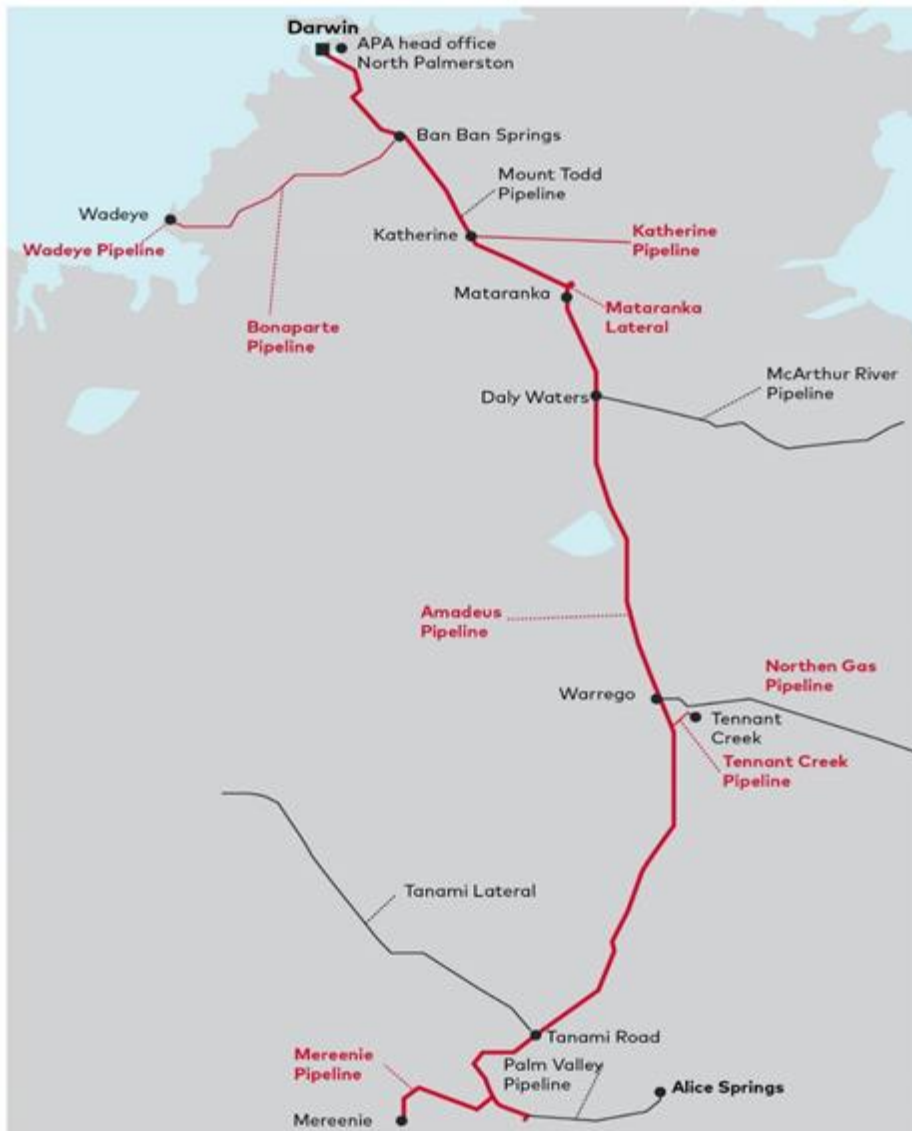 Darwin
APA head office
North Palmerston
Ban Ban Springs
Mount Todd
Pipeline
Wadeye
Wadeye Pipeline
Katherine
Katherine
Pipeline
Mataranka
Mataranka
Lateral
Bonaparte
Pipeline
McArthur River
Pipeline
Daly Waters
Amadeus
Pipeline
Northen Gas
Pipeline
Warrego
Tennant
Creek
Tennant Creek
Pipeline
Tanami Lateral
Tanami Road
Mereenie
Pipeline
Palm Valley
Pipeline
Alice Springs
Mereenie